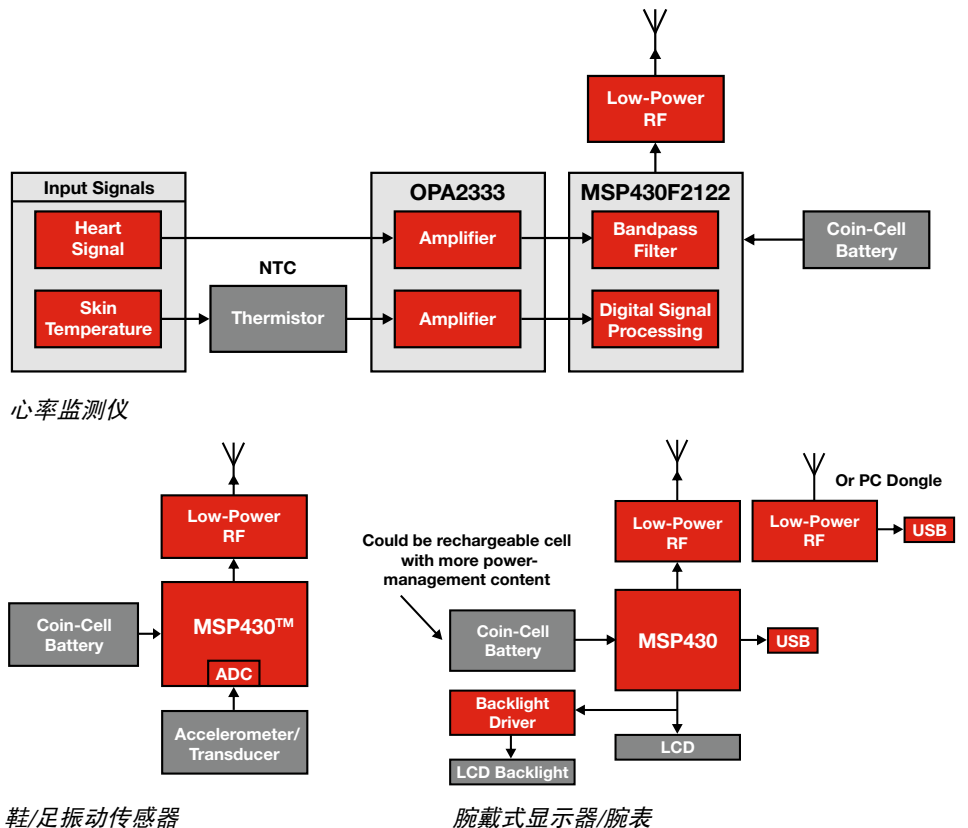 Low-Power
RF
Input Signals
Heart
Signal
Skin
Temperature
NTC
Thermistor
OPA2333
Amplifier
Amplifier
MSP430F2122
Bandpass
Filter
Digital Signal
Processing
Coin-Cell
Battery
心率监测仪
Low-Power
RF
Coin-Cell
Battery
MSP430™
ADC
Accelerometer/
Transducer
鞋/足振动传感器
Could be rechargeable cell
with more power-
management content
Low-Power
RF
Or PC Dongle
Low-Power
RF
USB
Coin-Cell
Battery
MSP430
USB
Backlight
Driver
LCD
LCD Backlight
腕戴式显示器/腕表